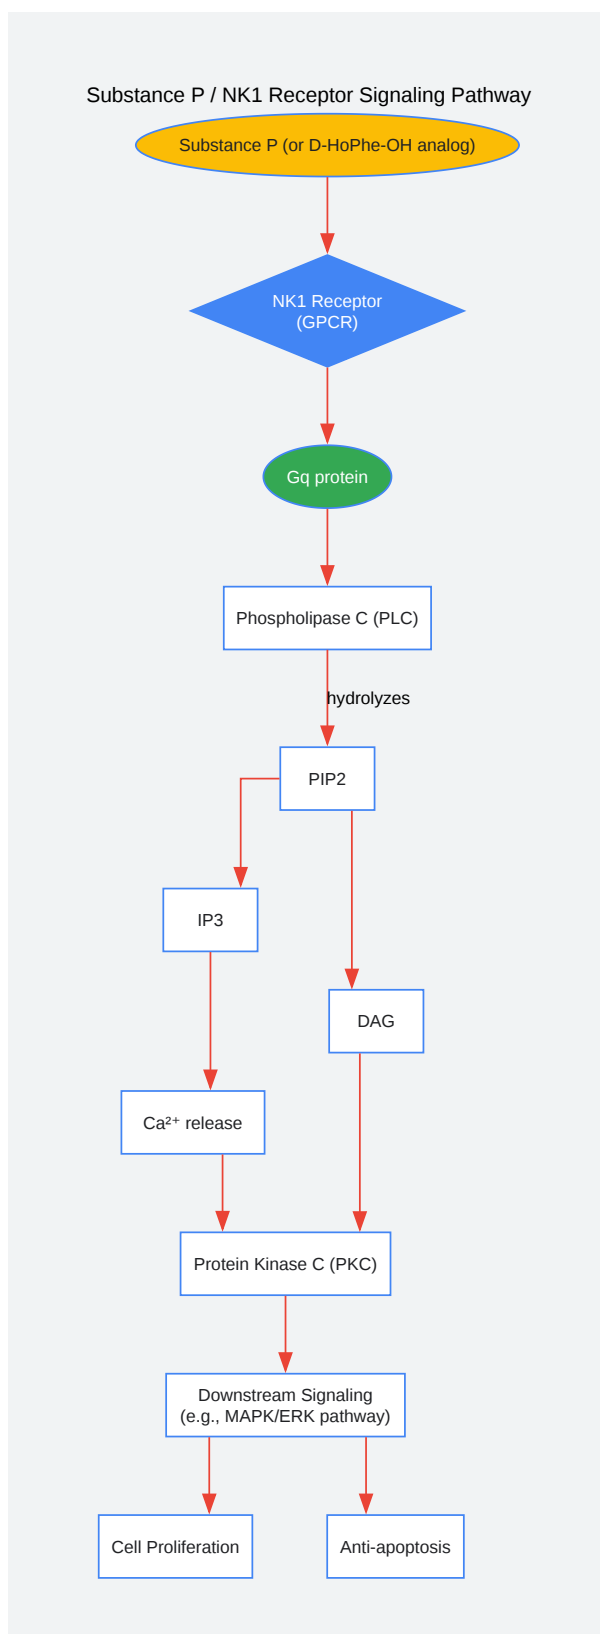 Substance P / NK1 Receptor Signaling Pathway
Substance P (or D-HoPhe-OH analog)
NK1 Receptor
(GPCR)
Gq protein
Phospholipase C (PLC)
hydrolyzes
PIP2
IP3
DAG
Ca²⁺ release
Protein Kinase C (PKC)
Downstream Signaling
(e.g., MAPK/ERK pathway)
Cell Proliferation
Anti-apoptosis